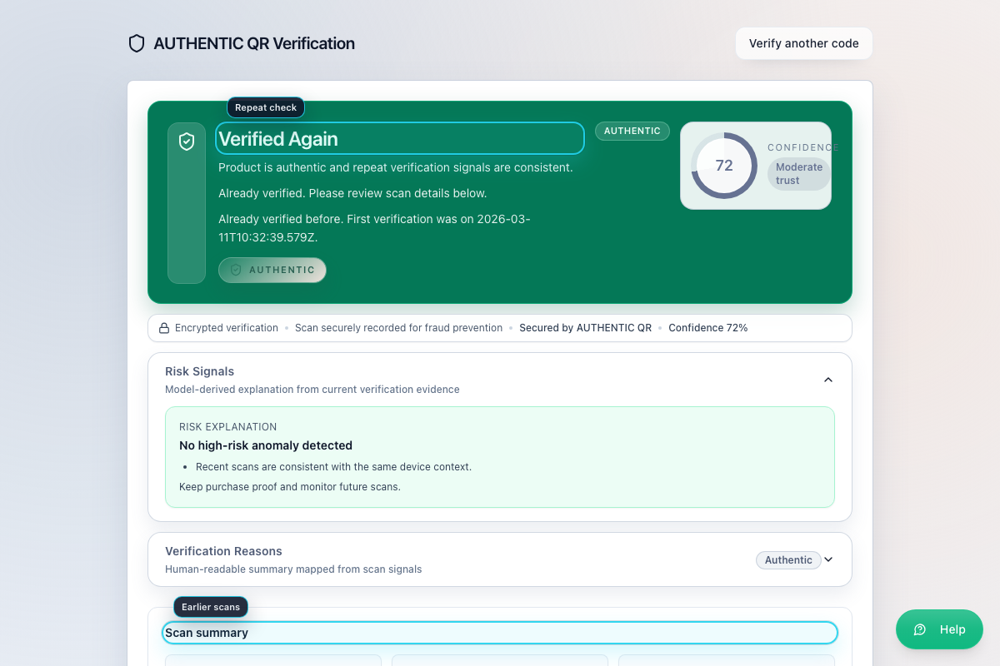 AUTHENTIC QR Verification
Verify another code
Repeat check
Verified Again
AUTHENTIC
Product is authentic and repeat verification signals are consistent.
Already verified. Please review scan details below.
Already verified before. First verification was on 2026-03-
11T10:32:39.579Z.
AUTHENTIC
72
CONFIDENCE
Moderate
trust
Encrypted verification • Scan securely recorded for fraud prevention • Secured by AUTHENTIC QR • Confidence 72%
Risk Signals
Model-derived explanation from current verification evidence
RISK EXPLANATION
No high-risk anomaly detected
• Recent scans are consistent with the same device context.
Keep purchase proof and monitor future scans.
Verification Reasons
Human-readable summary mapped from scan signals
Authentic
Earlier scans
Scan summary
Help